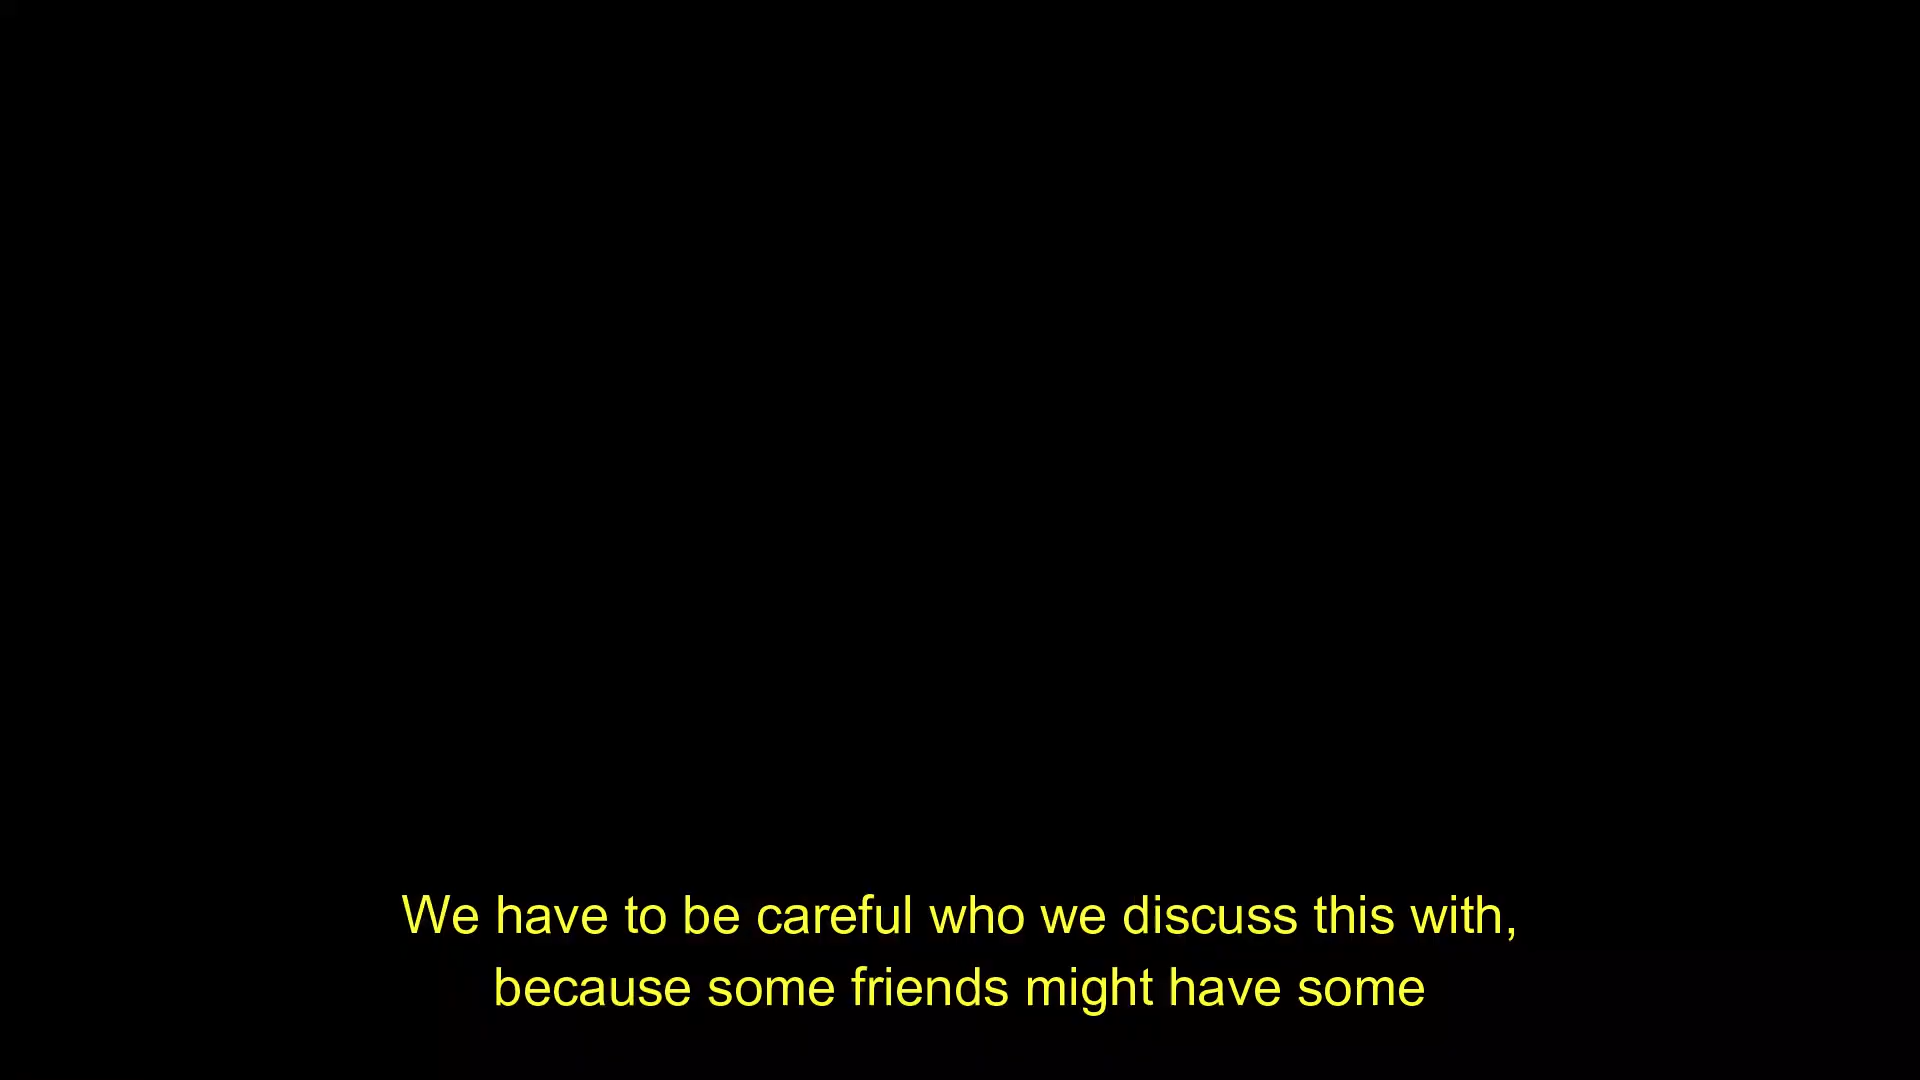 We have to be careful who we discuss this with,
because some friends might have some